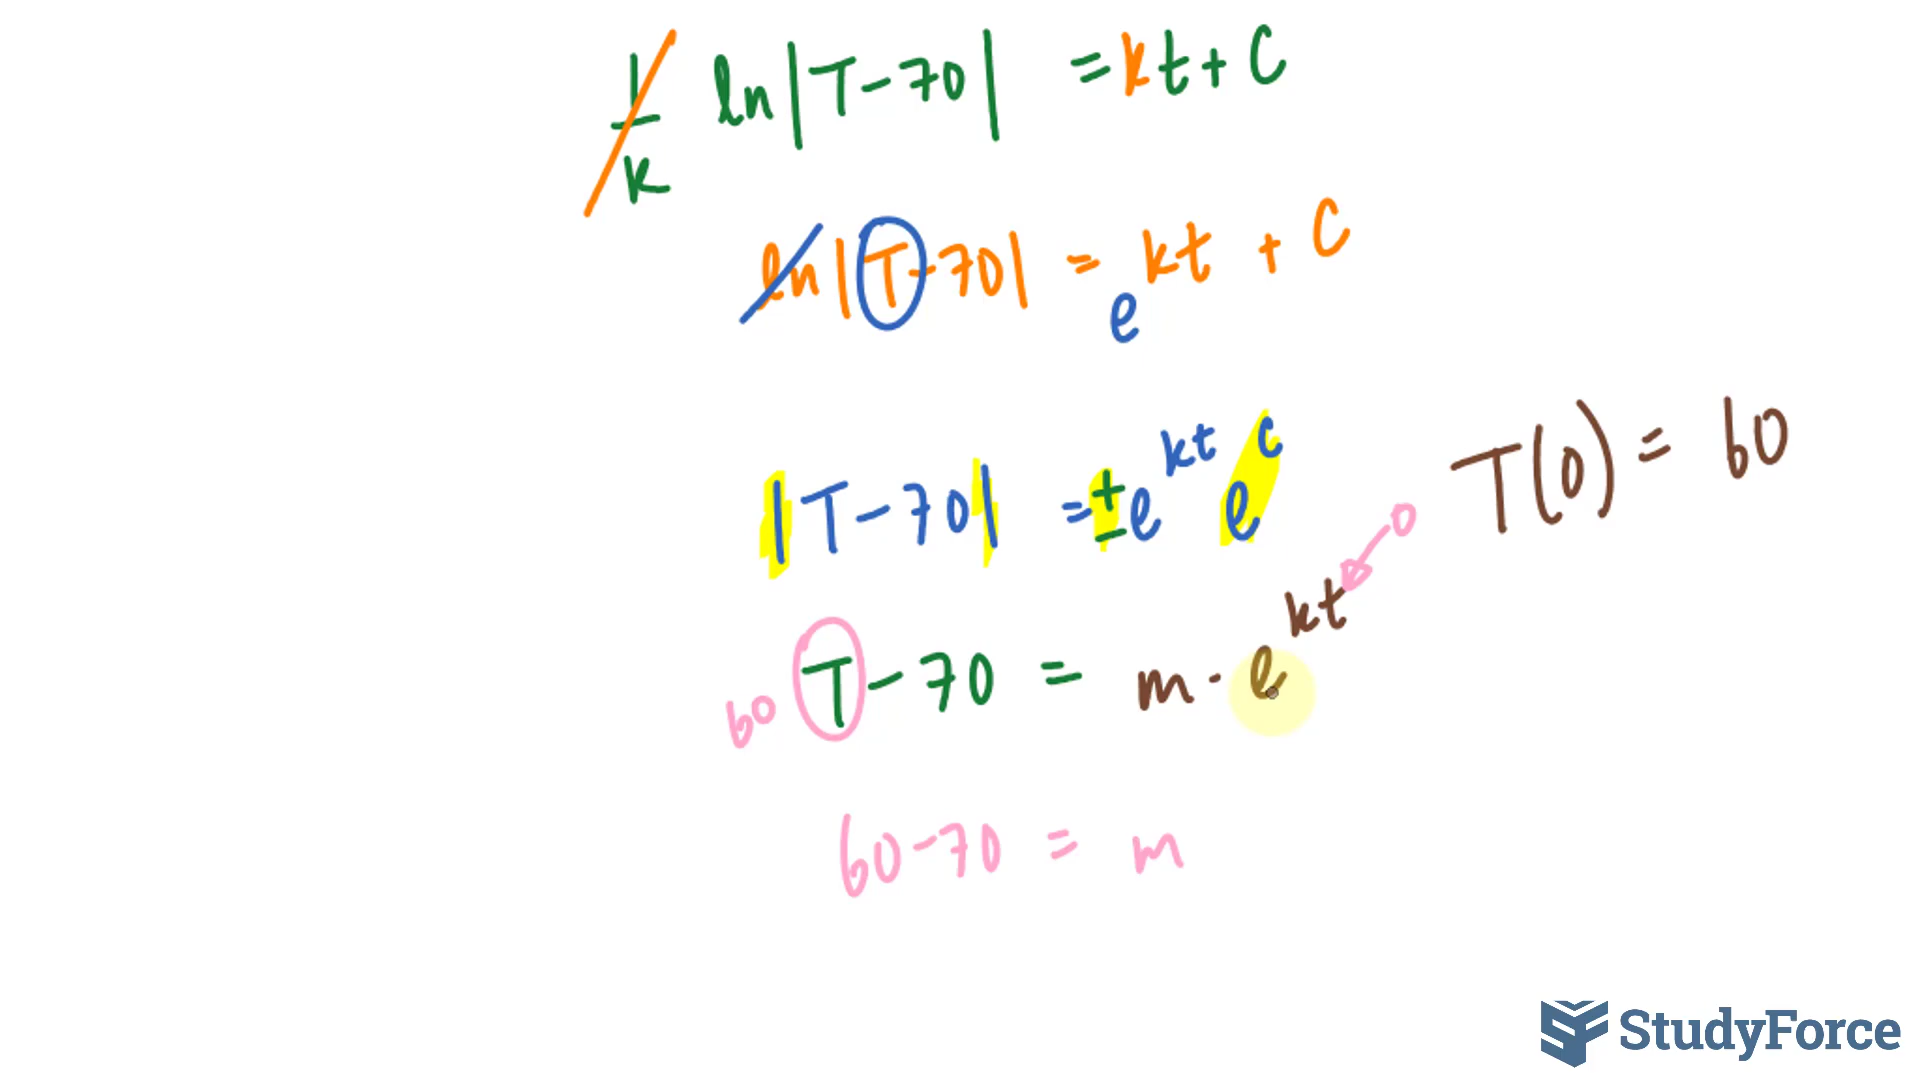 1/k ln|T-70| = kt + C
ln|T-70| = e kt + C
|T-70| = ± e^kt e^c
T(0) = 60
0
60 T-70 = m · e^kt
60-70 = m
StudyForce